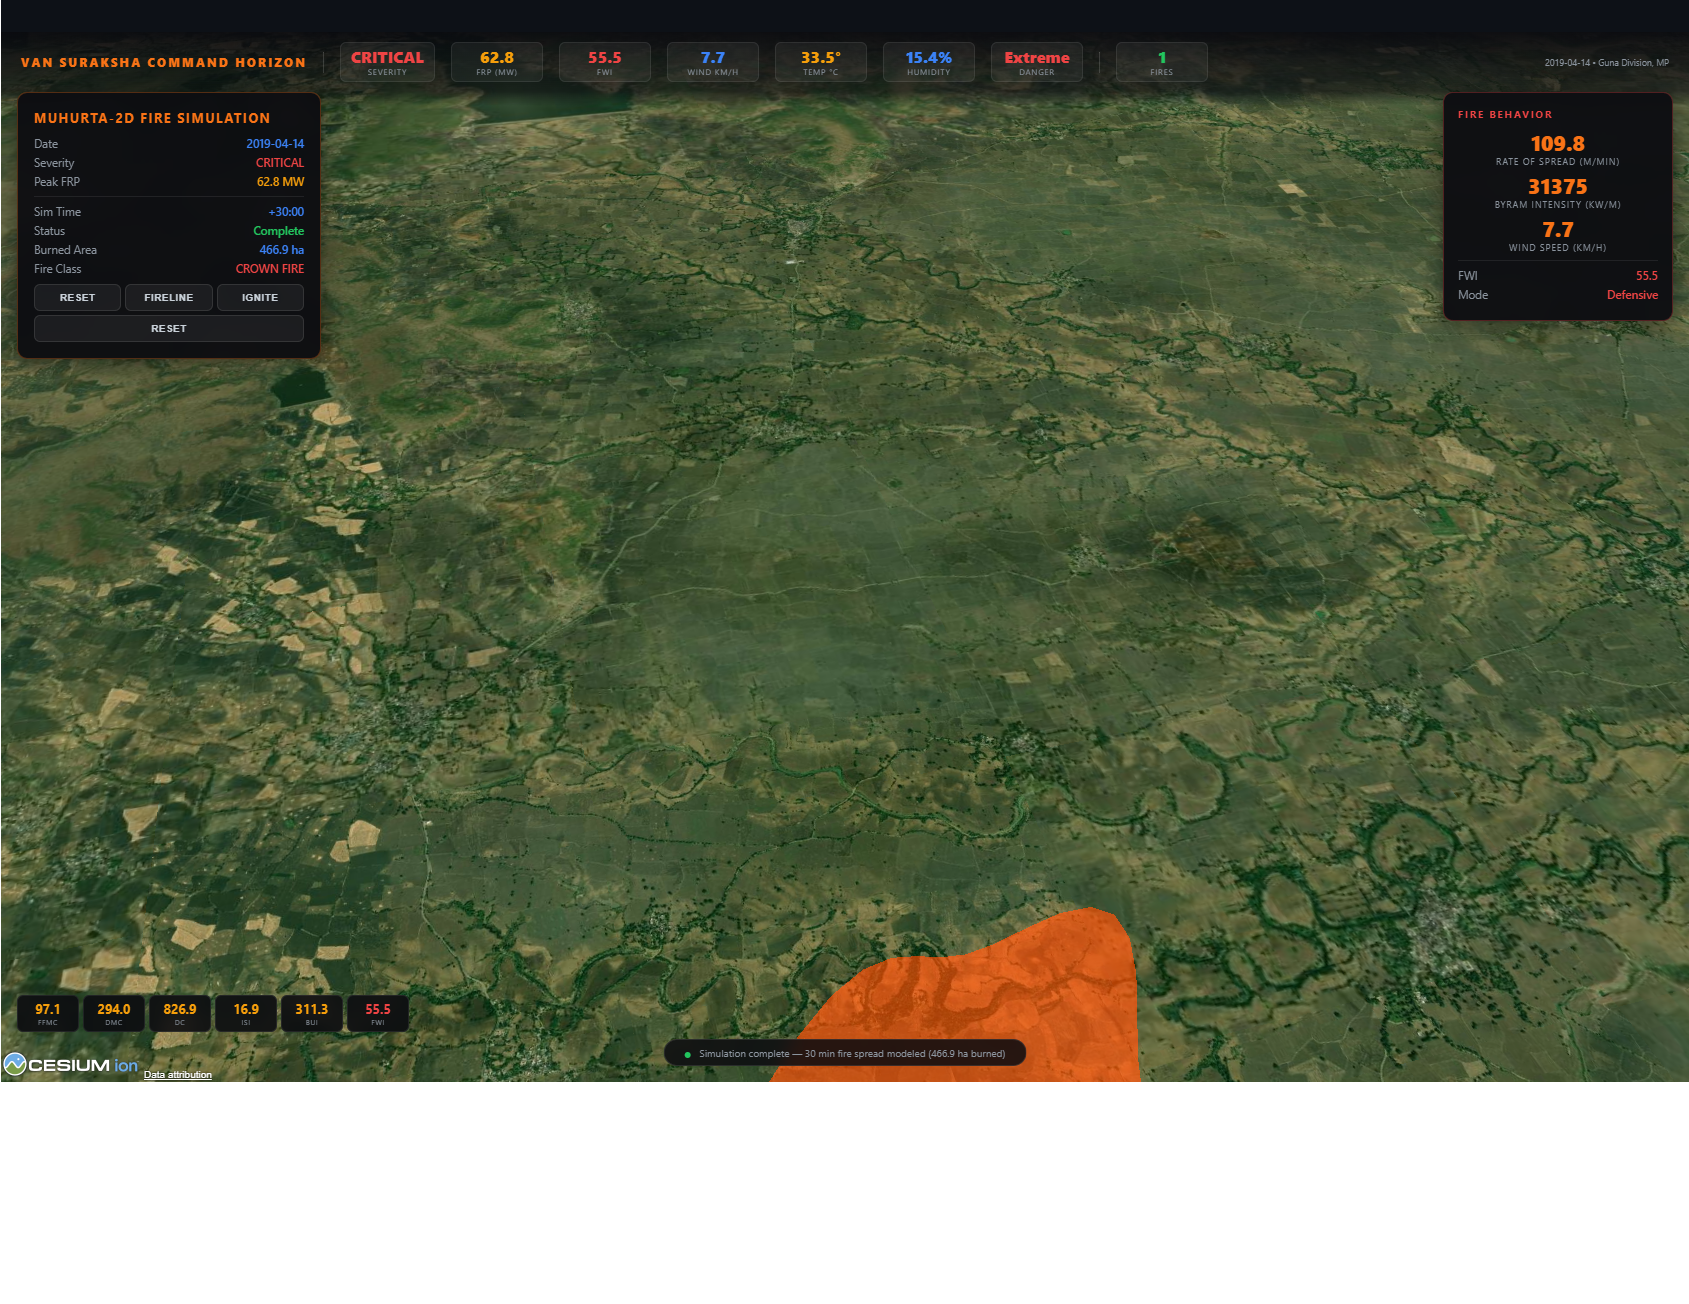 VAN SURAKSHA COMMAND HORIZON
CRITICAL
SEVERITY
62.8
FRP (MW)
55.5
FWI
7.7
WIND KM/H
33.5°
TEMP °C
15.4%
HUMIDITY
Extreme
DANGER
1
FIRES
2019-04-14 • Guna Division, MP
MUHURTA-2D FIRE SIMULATION
Date 2019-04-14
Severity CRITICAL
Peak FRP 62.8 MW
Sim Time +30:00
Status Complete
Burned Area 466.9 ha
Fire Class CROWN FIRE
RESET FIRELINE IGNITE
RESET
FIRE BEHAVIOR
109.8
RATE OF SPREAD (M/MIN)
31375
BYRAM INTENSITY (KW/M)
7.7
WIND SPEED (KM/H)
FWI 55.5
Mode Defensive
97.1
FFMC
294.0
DMC
826.9
DC
16.9
ISI
311.3
BUI
55.5
FWI
Simulation complete — 30 min fire spread modeled (466.9 ha burned)
CESIUM ion
Data attribution